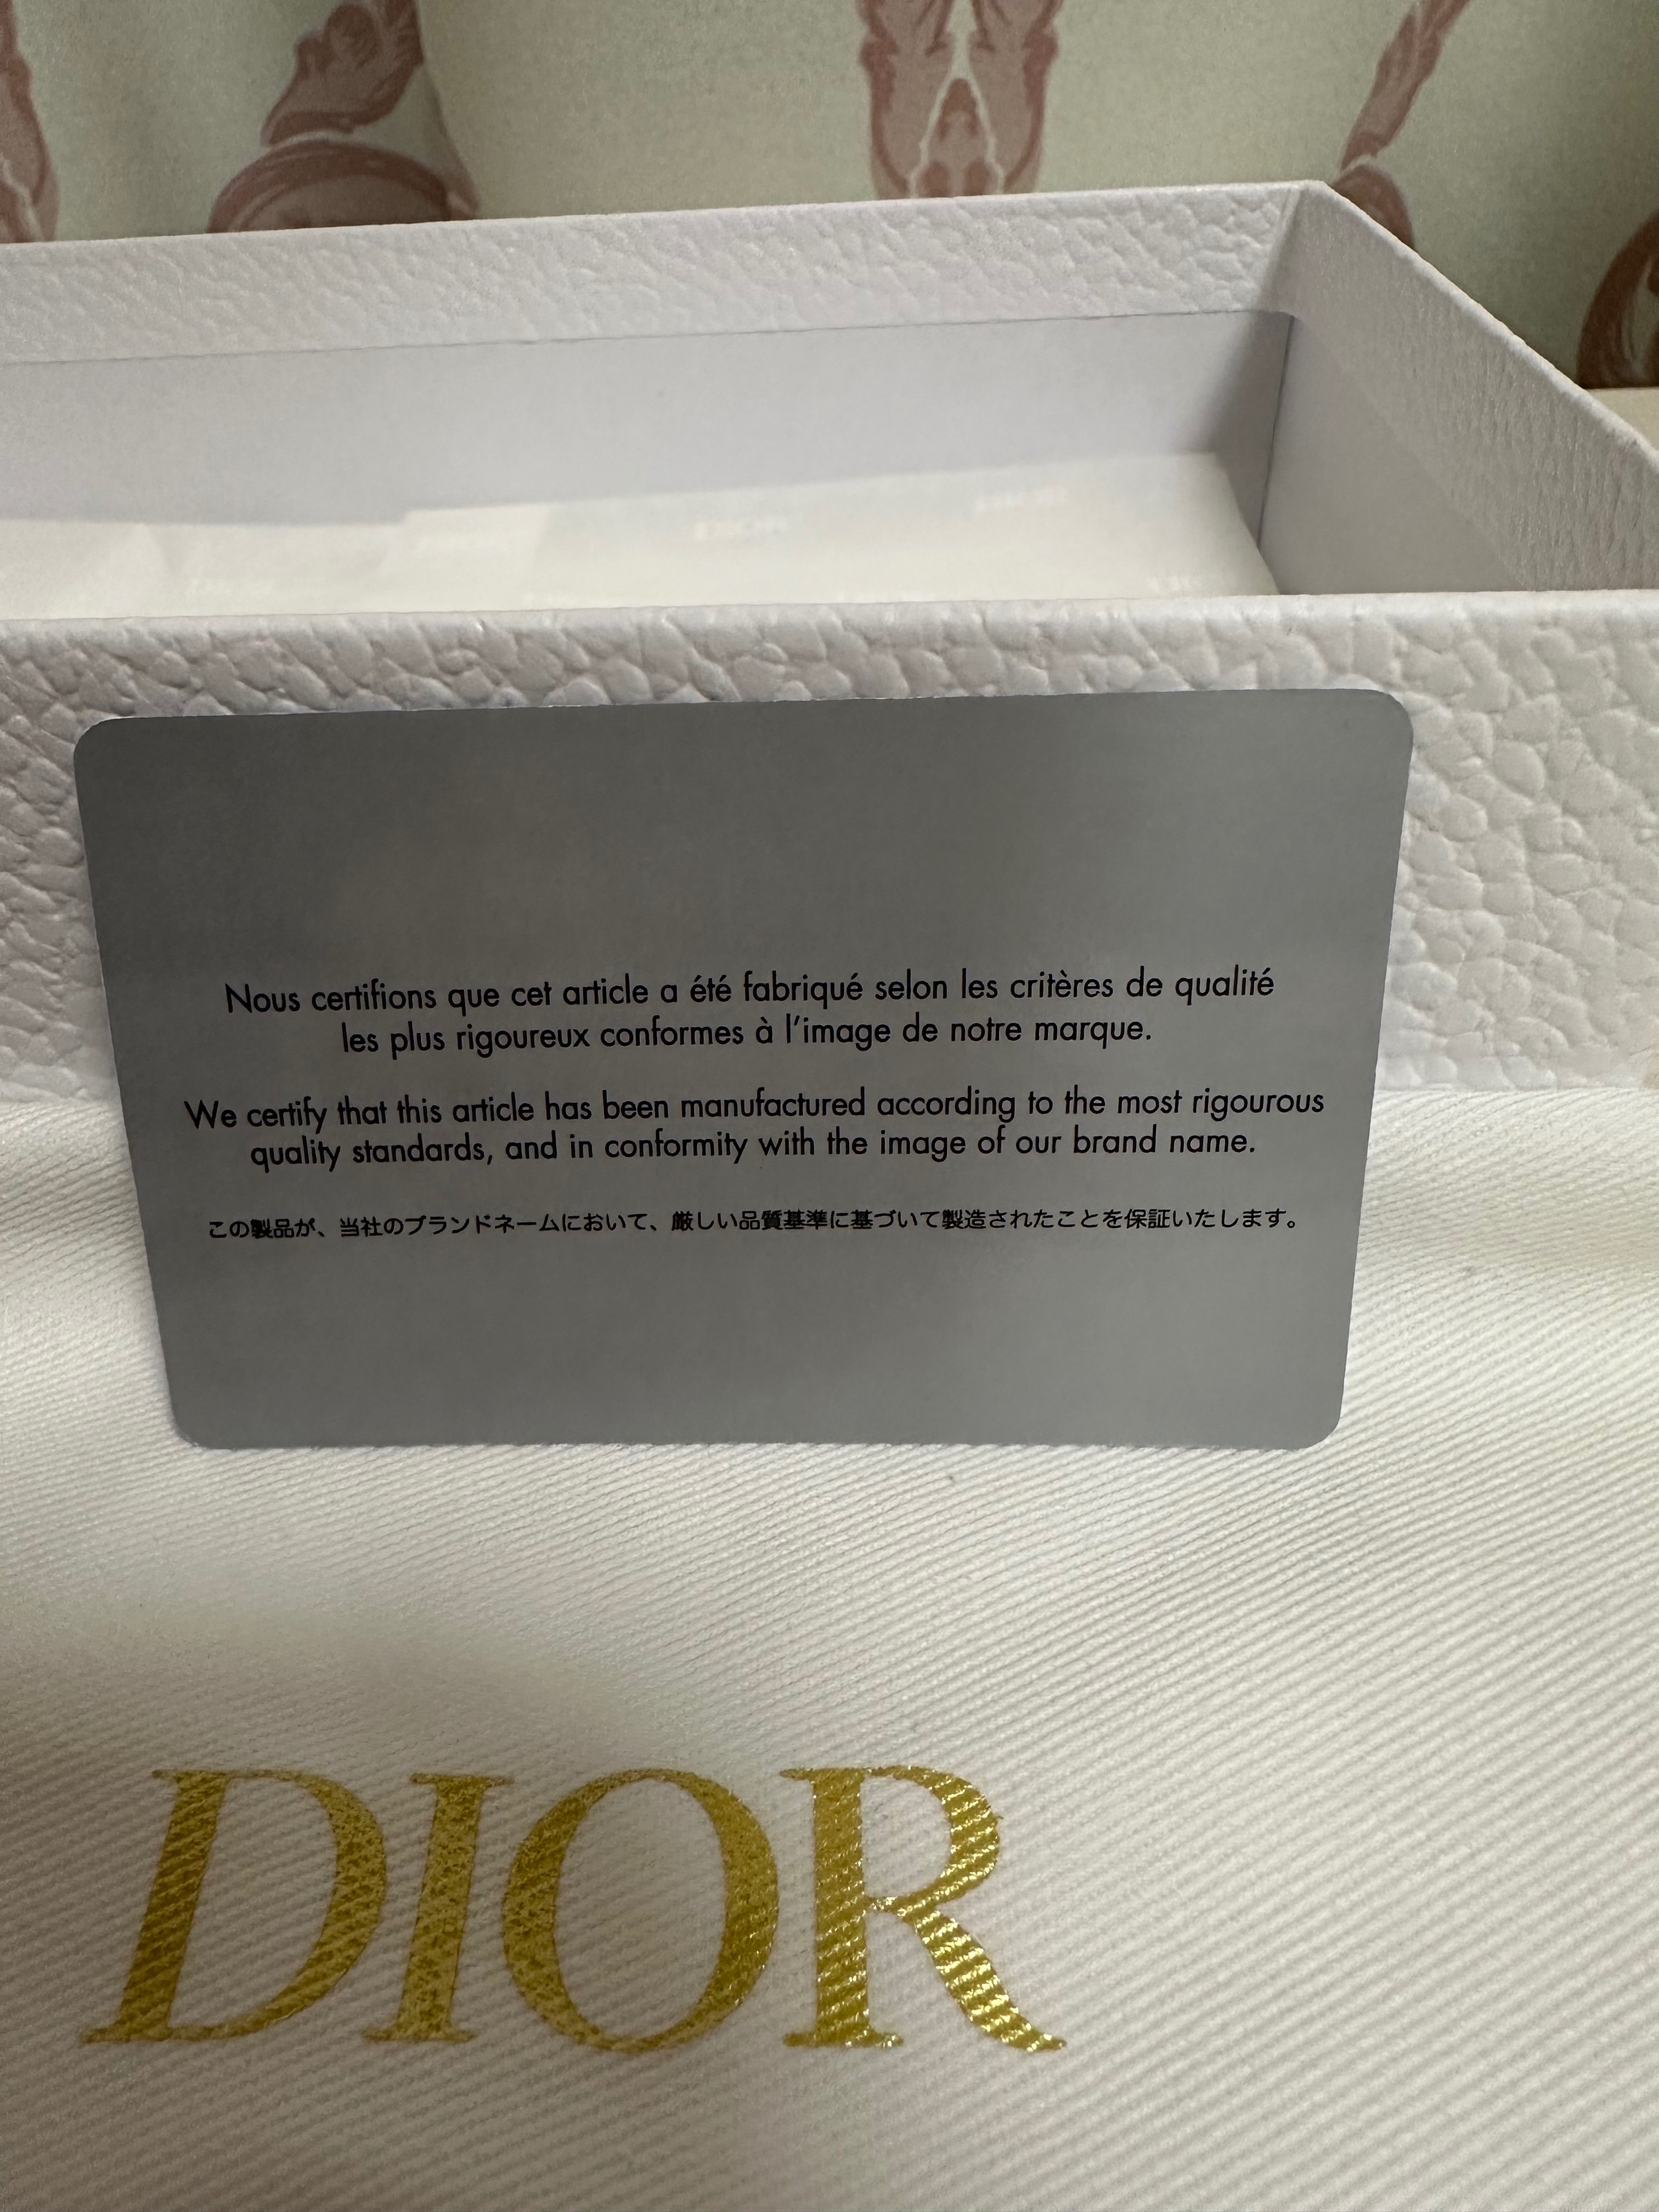 DIOR
Nous certifions que cet article a été fabriqué selon les critères de qualité
les plus rigoureux conformes à l'image de notre marque.
We certify that this article has been manufactured according to the most rigourous
quality standards, and in conformity with the image of our brand name.
この製品が、当社のブランドネームにおいて、厳しい品質基準に基づいて製造されたことを保証いたします。
DIOR